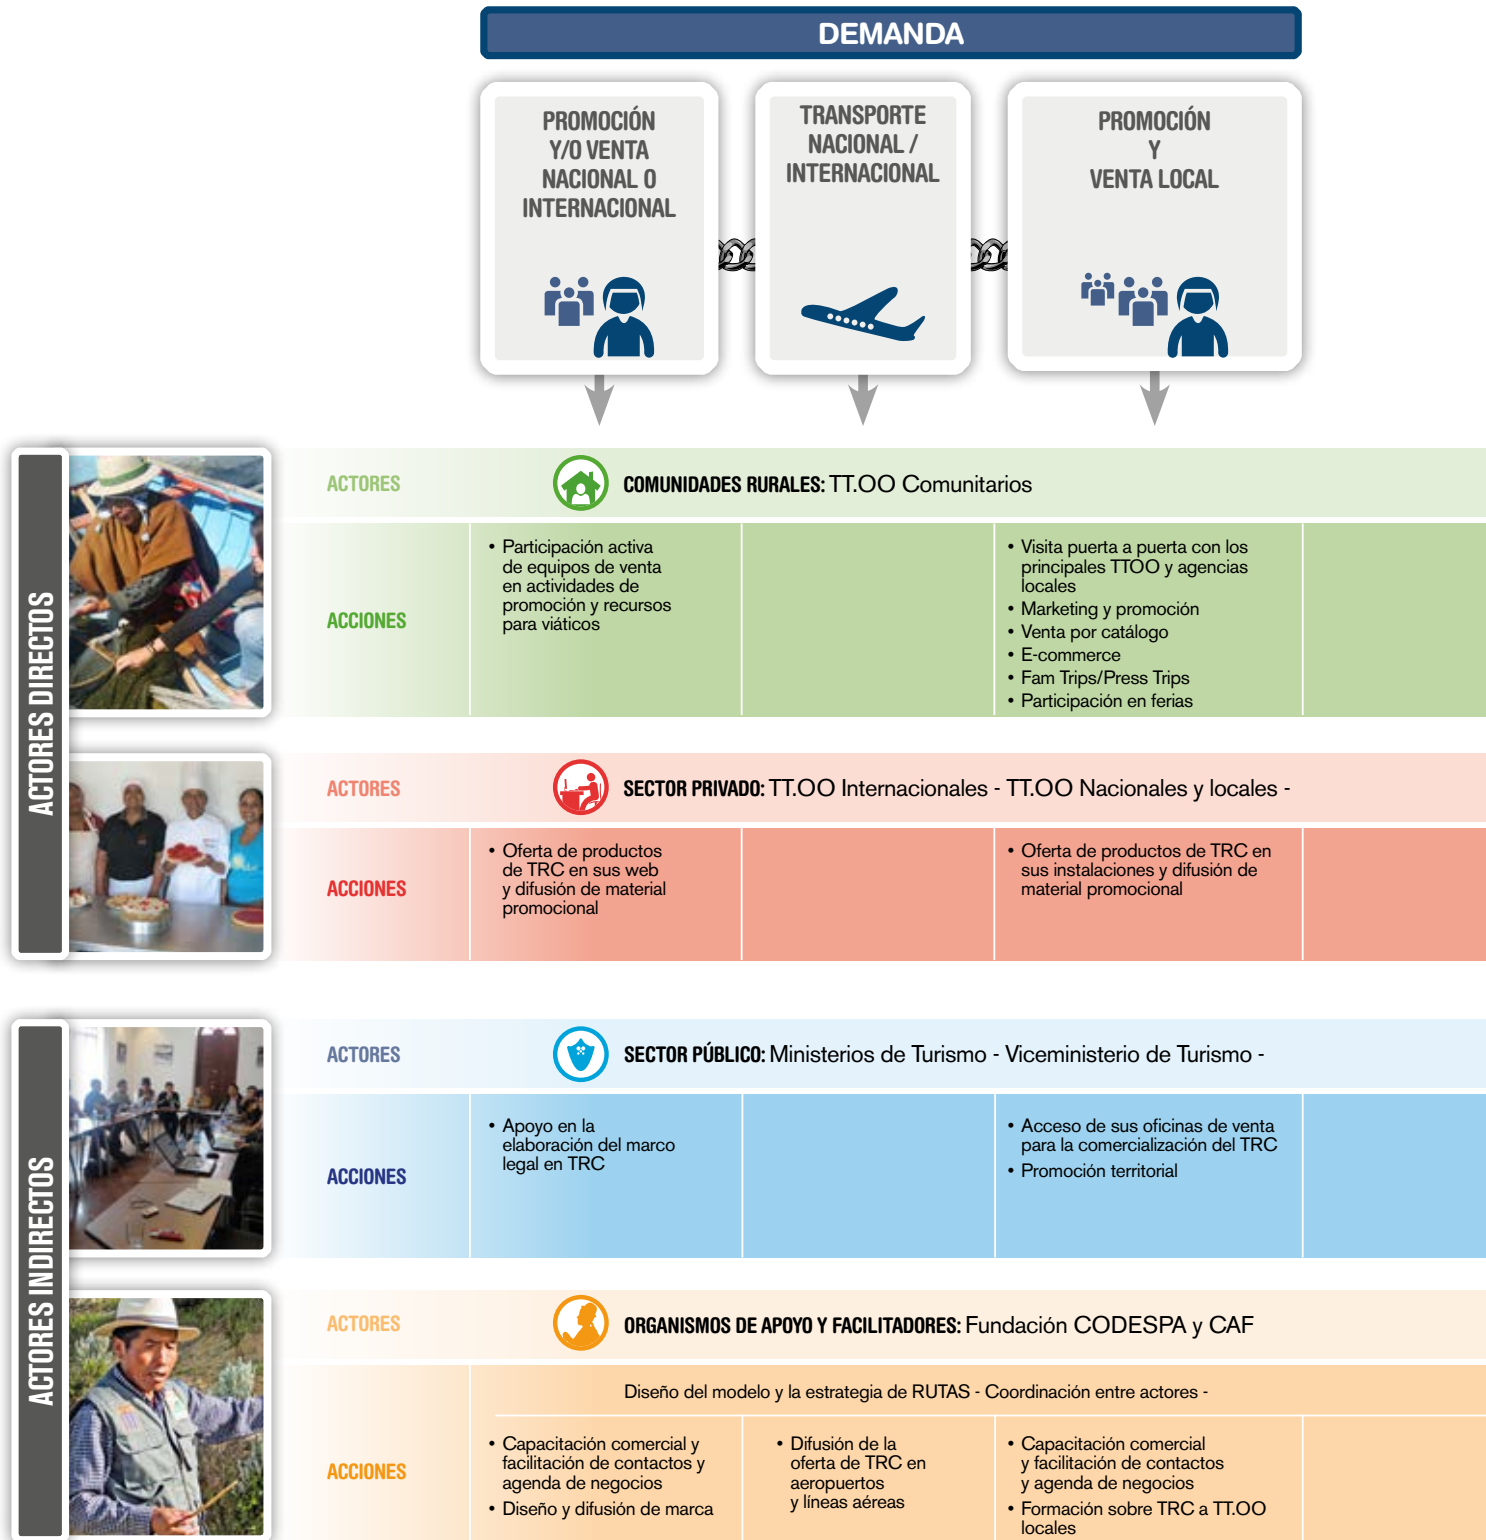 DEMANDA
PROMOCIÓN
Y/O VENTA
NACIONAL O
INTERNACIONAL
TRANSPORTE
NACIONAL /
INTERNACIONAL
PROMOCIÓN
Y
VENTA LOCAL
ACTORES DIRECTOS
ACTORES
COMUNIDADES RURALES: TT.OO Comunitarios
ACCIONES
• Participación activa
de equipos de venta
en actividades de
promoción y recursos
para viáticos
• Visita puerta a puerta con los
principales TTOO y agencias
locales
• Marketing y promoción
• Venta por catálogo
• E-commerce
• Fam Trips/Press Trips
• Participación en ferias
ACTORES
SECTOR PRIVADO: TT.OO Internacionales - TT.OO Nacionales y locales -
ACCIONES
• Oferta de productos
de TRC en sus web
y difusión de material
promocional
• Oferta de productos de TRC en
sus instalaciones y difusión de
material promocional
ACTORES INDIRECTOS
ACTORES
SECTOR PÚBLICO: Ministerios de Turismo - Viceministerio de Turismo -
ACCIONES
• Apoyo en la
elaboración del marco
legal en TRC
• Acceso de sus oficinas de venta
para la comercialización del TRC
• Promoción territorial
ACTORES
ORGANISMOS DE APOYO Y FACILITADORES: Fundación CODESPA y CAF
ACCIONES
Diseño del modelo y la estrategia de RUTAS - Coordinación entre actores -
• Capacitación comercial y
facilitación de contactos y
agenda de negocios
• Diseño y difusión de marca
• Difusión de la
oferta de TRC en
aeropuertos
y líneas aéreas
• Capacitación comercial
y facilitación de contactos
y agenda de negocios
• Formación sobre TRC a TT.OO
locales